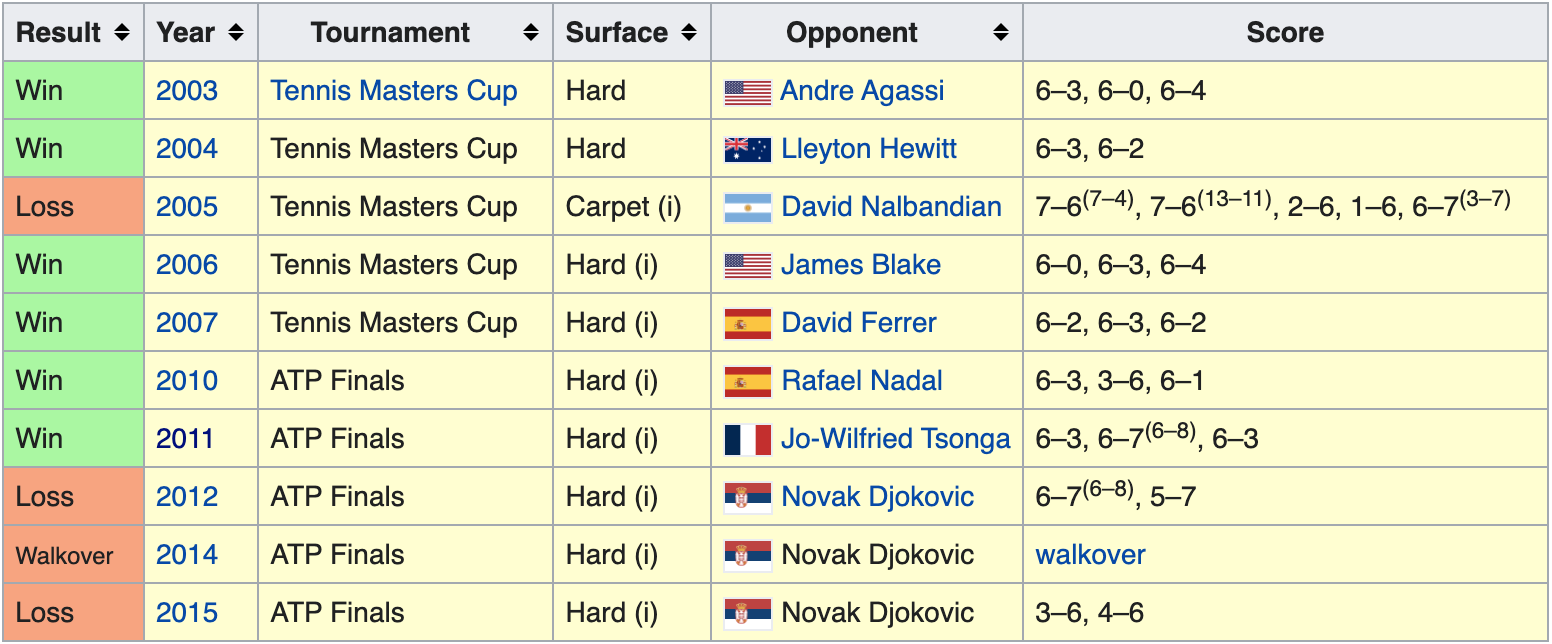 Result Year Tournament Surface Opponent Score
Win 2003 Tennis Masters Cup Hard Andre Agassi 6–3, 6–0, 6–4
Win 2004 Tennis Masters Cup Hard Lleyton Hewitt 6–3, 6–2
Loss 2005 Tennis Masters Cup Carpet (i) David Nalbandian 7–6(7–4), 7–6(13–11), 2–6, 1–6, 6–7(3–7)
Win 2006 Tennis Masters Cup Hard (i) James Blake 6–0, 6–3, 6–4
Win 2007 Tennis Masters Cup Hard (i) David Ferrer 6–2, 6–3, 6–2
Win 2010 ATP Finals Hard (i) Rafael Nadal 6–3, 3–6, 6–1
Win 2011 ATP Finals Hard (i) Jo-Wilfried Tsonga 6–3, 6–7(6–8), 6–3
Loss 2012 ATP Finals Hard (i) Novak Djokovic 6–7(6–8), 5–7
Walkover 2014 ATP Finals Hard (i) Novak Djokovic walkover
Loss 2015 ATP Finals Hard (i) Novak Djokovic 3–6, 4–6